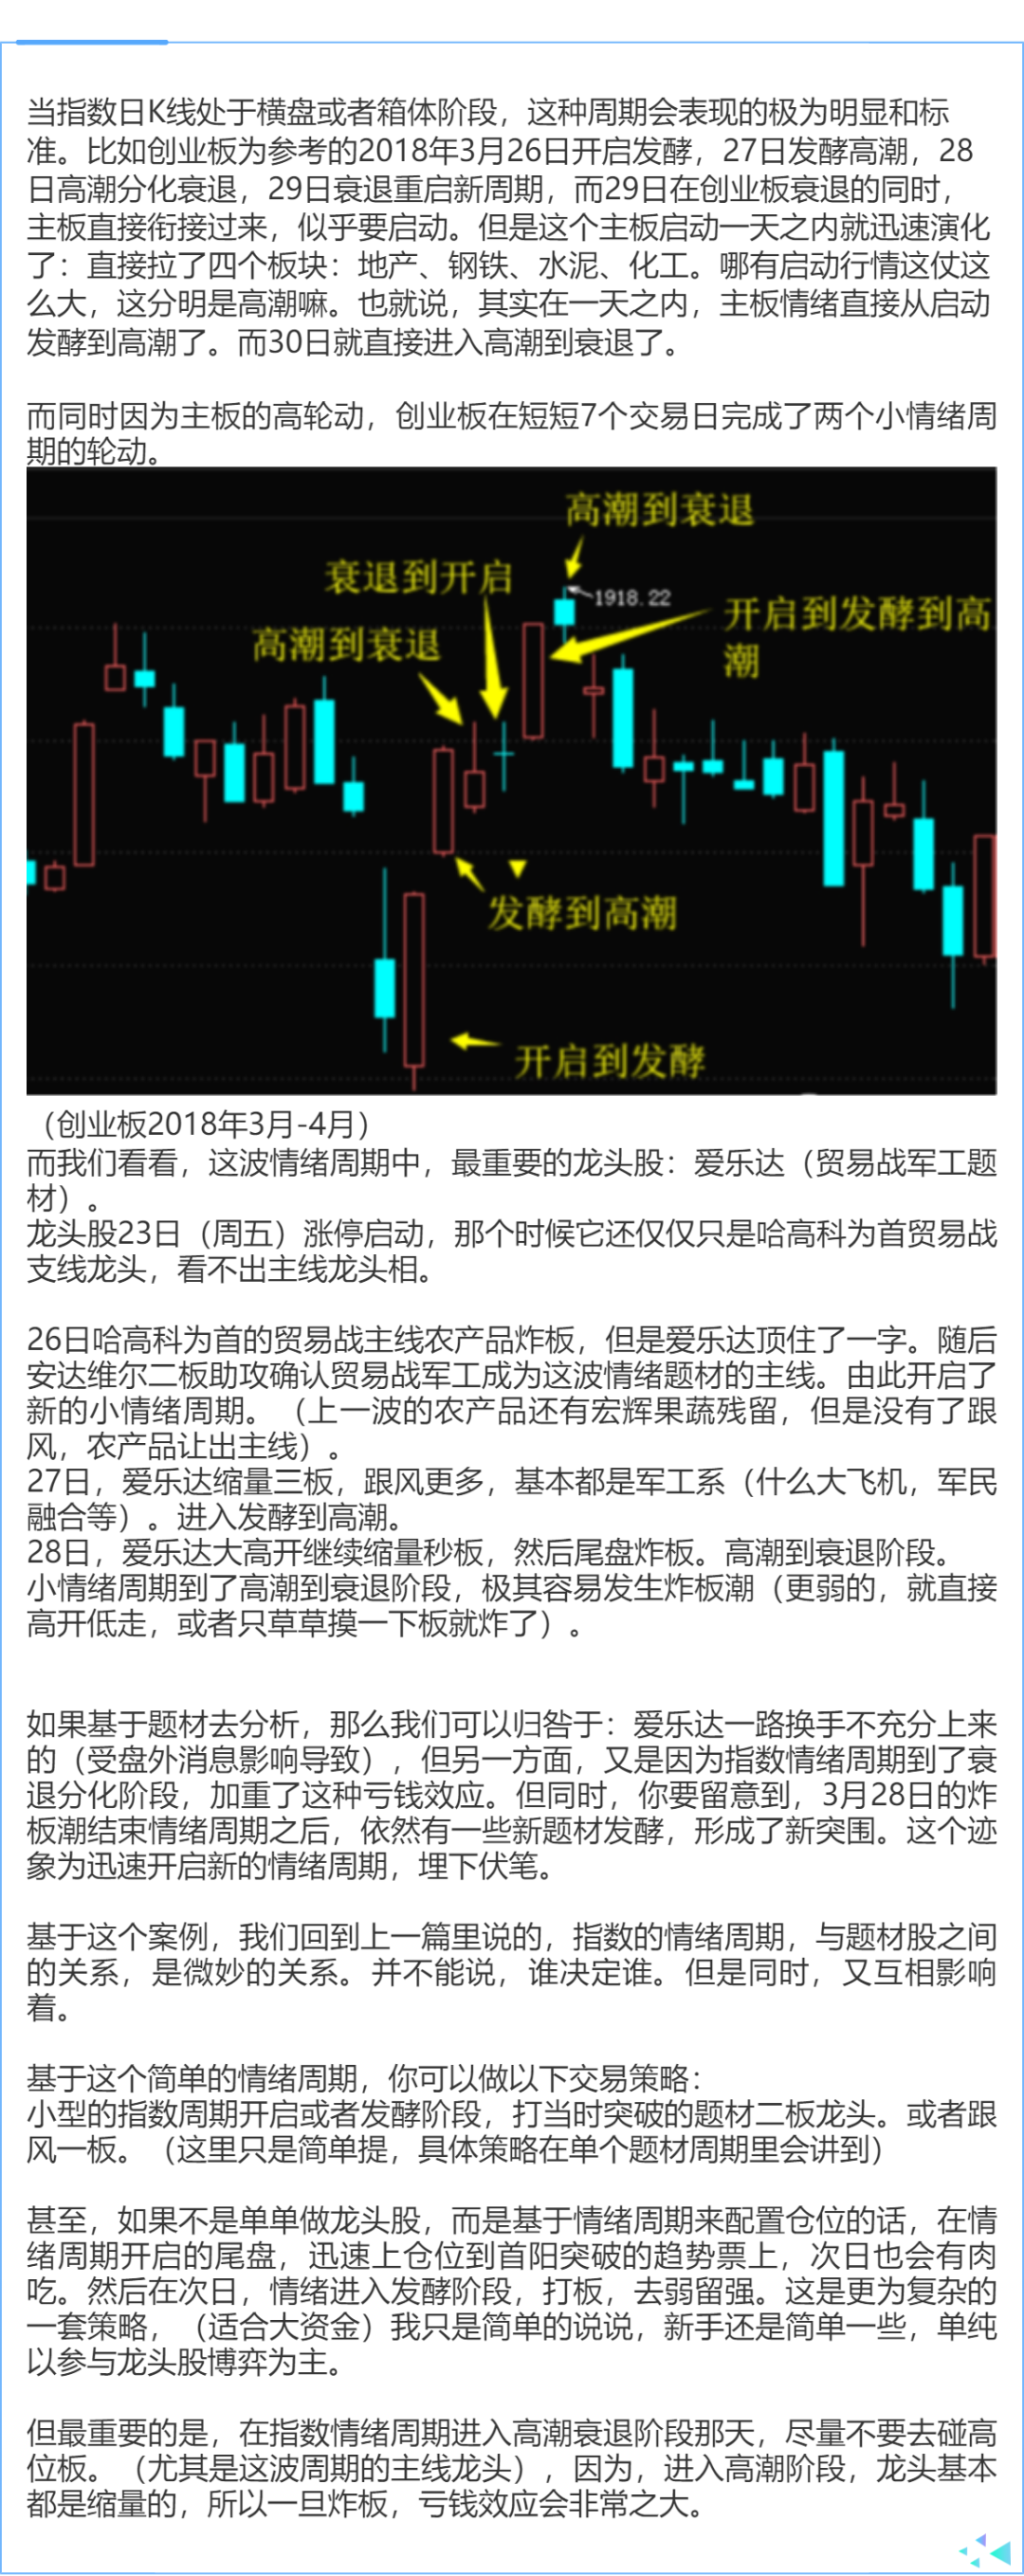 当指数日K线处于横盘或者箱体阶段，这种周期会表现的极为明显和标
准。比如创业板为参考的2018年3月26日开启发酵，27日发酵高潮，28
日高潮分化衰退，29日衰退重启新周期，而29日在创业板衰退的同时，
主板直接衔接过来，似乎要启动。但是这个主板启动一天之内就迅速演化
了：直接拉了四个板块：地产、钢铁、水泥、化工。哪有启动行情这仗这
么大，这分明是高潮嘛。也就说，其实在一天之内，主板情绪直接从启动
发酵到高潮了。而30日就直接进入高潮到衰退了。
而同时因为主板的高轮动，创业板在短短7个交易日完成了两个小情绪周
期的轮动。
高潮到衰退
衰退到开启
1918.22
开启到发酵到高
潮
高潮到衰退
发酵到高潮
开启到发酵
（创业板2018年3月-4月）
而我们看看，这波情绪周期中，最重要的龙头股：爱乐达（贸易战军工题
材）。
龙头股23日（周五）涨停启动，那个时候它还仅仅只是哈高科为首贸易战
支线龙头，看不出主线龙头相。
26日哈高科为首的贸易战主线农产品炸板，但是爱乐达顶住了一字。随后
安达维尔二板助攻确认贸易战军工成为这波情绪题材的主线。由此开启了
新的小情绪周期。（上一波的农产品还有宏辉果蔬残留，但是没有了跟
风，农产品让出主线）。
27日，爱乐达缩量三板，跟风更多，基本都是军工系（什么大飞机，军民
融合等）。进入发酵到高潮。
28日，爱乐达大高开继续缩量秒板，然后尾盘炸板。高潮到衰退阶段。
小情绪周期到了高潮到衰退阶段，极其容易发生炸板潮（更弱的，就直接
高开低走，或者只草草摸一下板就炸了）。
如果基于题材去分析，那么我们可以归咎于：爱乐达一路换手不充分上来
的（受盘外消息影响导致），但另一方面，又是因为指数情绪周期到了衰
退分化阶段，加重了这种亏钱效应。但同时，你要留意到，3月28日的炸
板潮结束情绪周期之后，依然有一些新题材发酵，形成了新突围。这个迹
象为迅速开启新的情绪周期，埋下伏笔。
基于这个案例，我们回到上一篇里说的，指数的情绪周期，与题材股之间
的关系，是微妙的关系。并不能说，谁决定谁。但是同时，又互相影响
着。
基于这个简单的情绪周期，你可以做以下交易策略：
小型的指数周期开启或者发酵阶段，打当时突破的题材二板龙头。或者跟
风一板。（这里只是简单提，具体策略在单个题材周期里会讲到）
甚至，如果不是单单做龙头股，而是基于情绪周期来配置仓位的话，在情
绪周期开启的尾盘，迅速上仓位到首阳突破的趋势票上，次日也会有肉
吃。然后在次日，情绪进入发酵阶段，打板，去弱留强。这是更为复杂的
一套策略，（适合大资金）我只是简单的说说，新手还是简单一些，单纯
以参与龙头股博弈为主。
但最重要的是，在指数情绪周期进入高潮衰退阶段那天，尽量不要去碰高
位板。（尤其是这波周期的主线龙头），因为，进入高潮阶段，龙头基本
都是缩量的，所以一旦炸板，亏钱效应会非常之大。